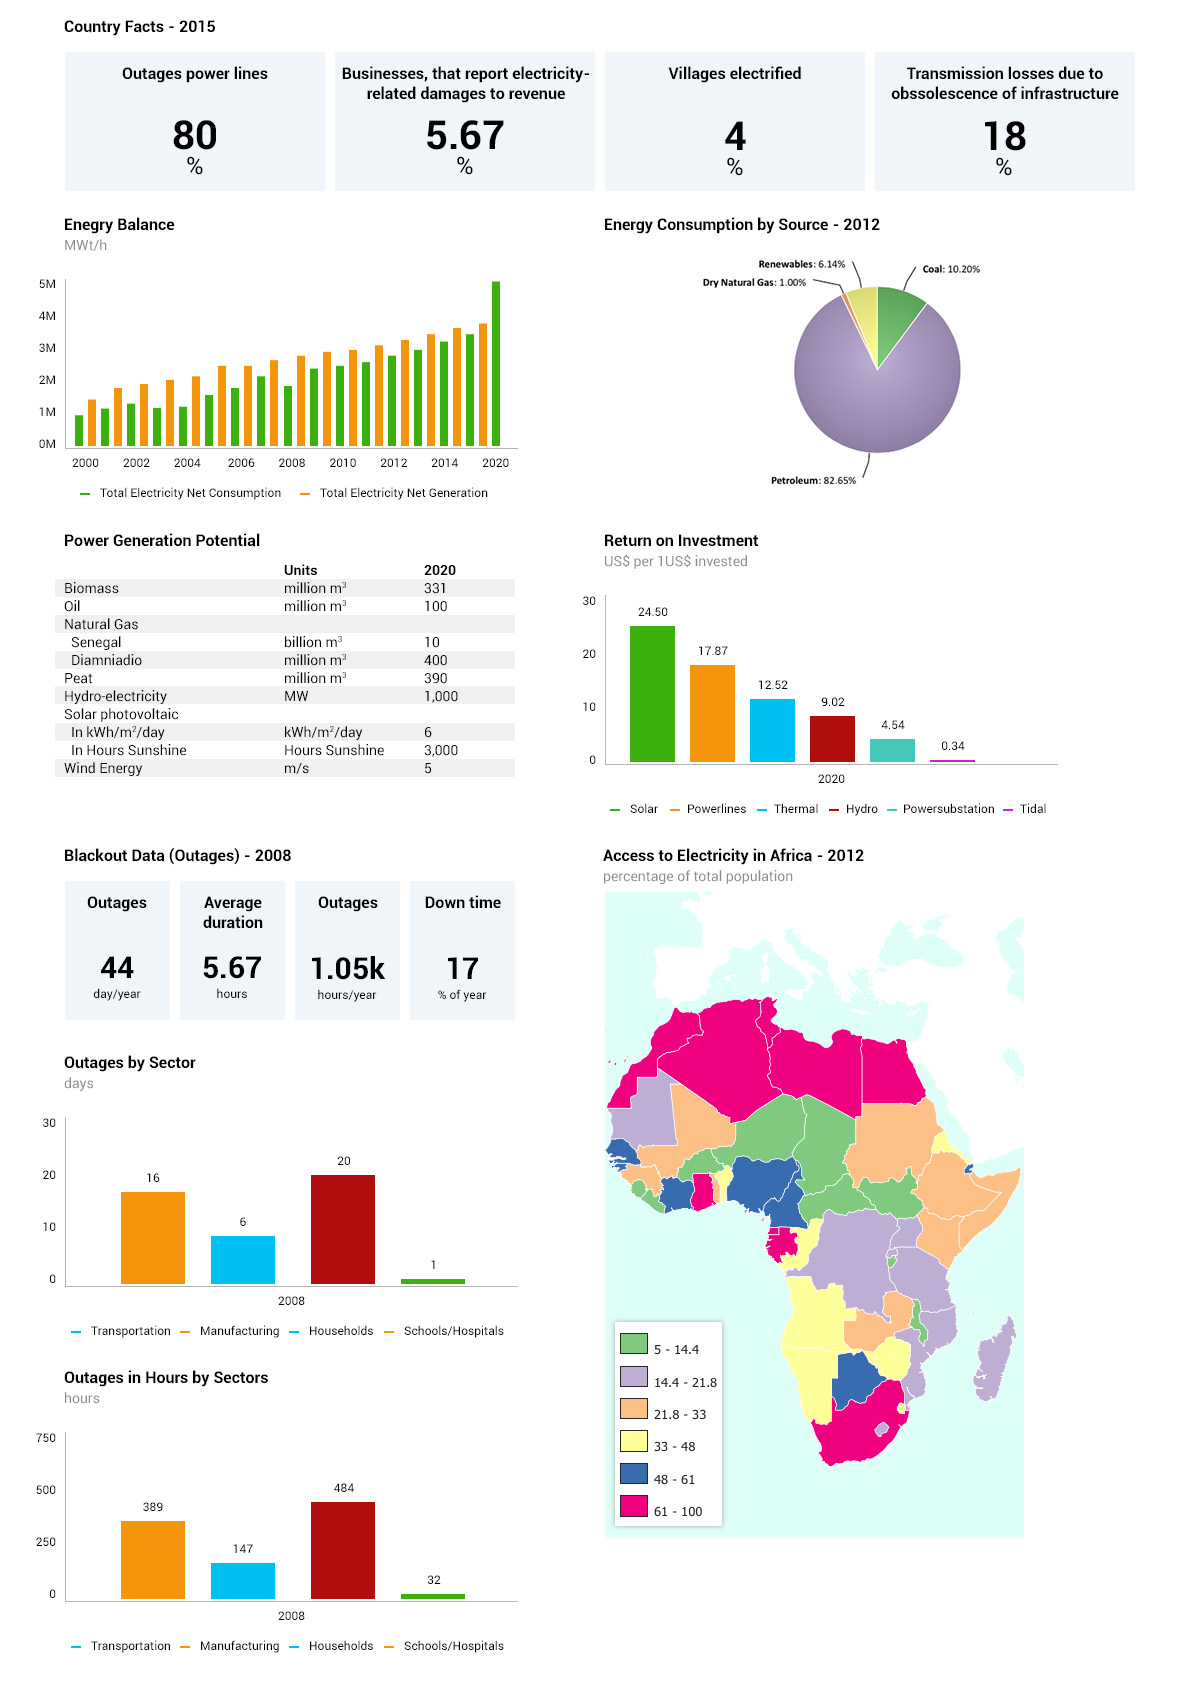 Country Facts - 2015
Outages power lines
80
%
Businesses, that report electricity-
related damages to revenue
5.67
%
Villages electrified
4
%
Transmission losses due to
obssolescence of infrastructure
18
%
Enegry Balance
MWt/h
5M
4M
3M
2M
1M
0M
2000 2002 2004 2006 2008 2010 2012 2014 2020
Total Electricity Net Consumption Total Electricity Net Generation
Energy Consumption by Source - 2012
Renewables: 6.14%
Coal: 10.20%
Dry Natural Gas: 1.00%
Petroleum: 82.65%
Power Generation Potential
Units 2020
Biomass million m³ 331
Oil million m³ 100
Natural Gas
Senegal billion m³ 10
Diamniadio million m³ 400
Peat million m³ 390
Hydro-electricity MW 1,000
Solar photovoltaic
In kWh/m²/day kWh/m²/day 6
In Hours Sunshine Hours Sunshine 3,000
Wind Energy m/s 5
Return on Investment
US$ per 1US$ invested
30
20
10
0
24.50
17.87
12.52
9.02
4.54
0.34
2020
Solar Powerlines Thermal Hydro Powersubstation Tidal
Blackout Data (Outages) - 2008
Outages
44
day/year
Average
duration
5.67
hours
Outages
1.05k
hours/year
Down time
17
% of year
Outages by Sector
days
30
20
10
0
16
6
20
1
2008
Transportation Manufacturing Households Schools/Hospitals
Outages in Hours by Sectors
hours
750
500
250
0
389
147
484
32
2008
Transportation Manufacturing Households Schools/Hospitals
Access to Electricity in Africa - 2012
percentage of total population
5 - 14.4
14.4 - 21.8
21.8 - 33
33 - 48
48 - 61
61 - 100